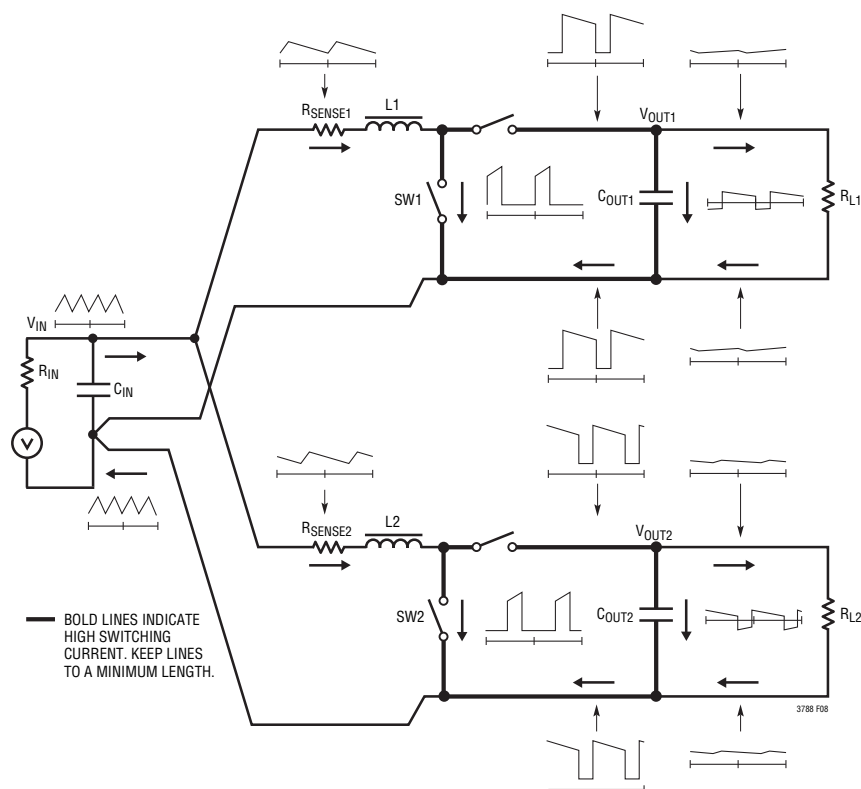 RSENSE1
L1
VOUT1
SW1
COUT1
RL1
VIN
RIN
CIN
V
RSENSE2
L2
VOUT2
SW2
COUT2
RL2
BOLD LINES INDICATE
HIGH SWITCHING
CURRENT. KEEP LINES
TO A MINIMUM LENGTH.
3788 F08